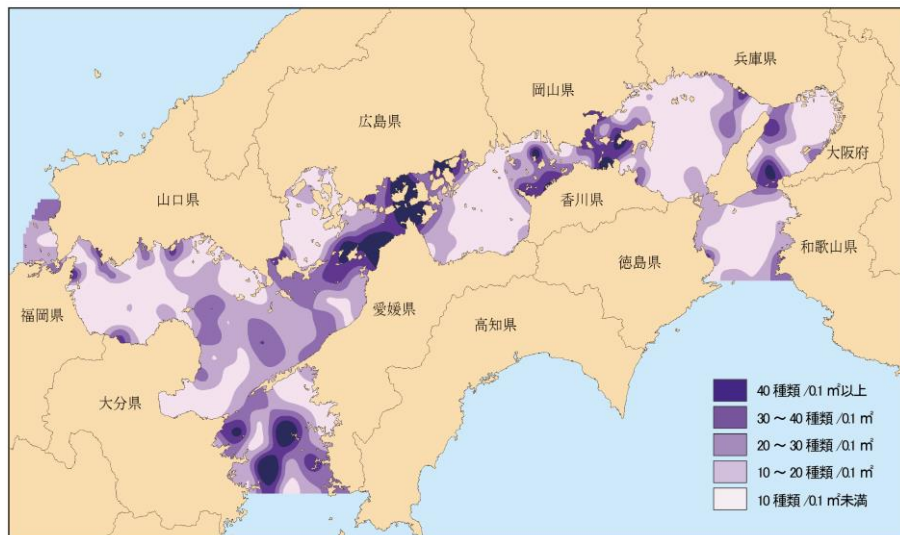 兵庫県
岡山県
広島県
大阪府
山口県
香川県
和歌山県
徳島県
福岡県
愛媛県
高知県
大分県
40 種類 /0.1 ㎡以上
30 ～ 40 種類 /0.1 ㎡
20 ～ 30 種類 /0.1 ㎡
10 ～ 20 種類 /0.1 ㎡
10 種類 /0.1 ㎡未満